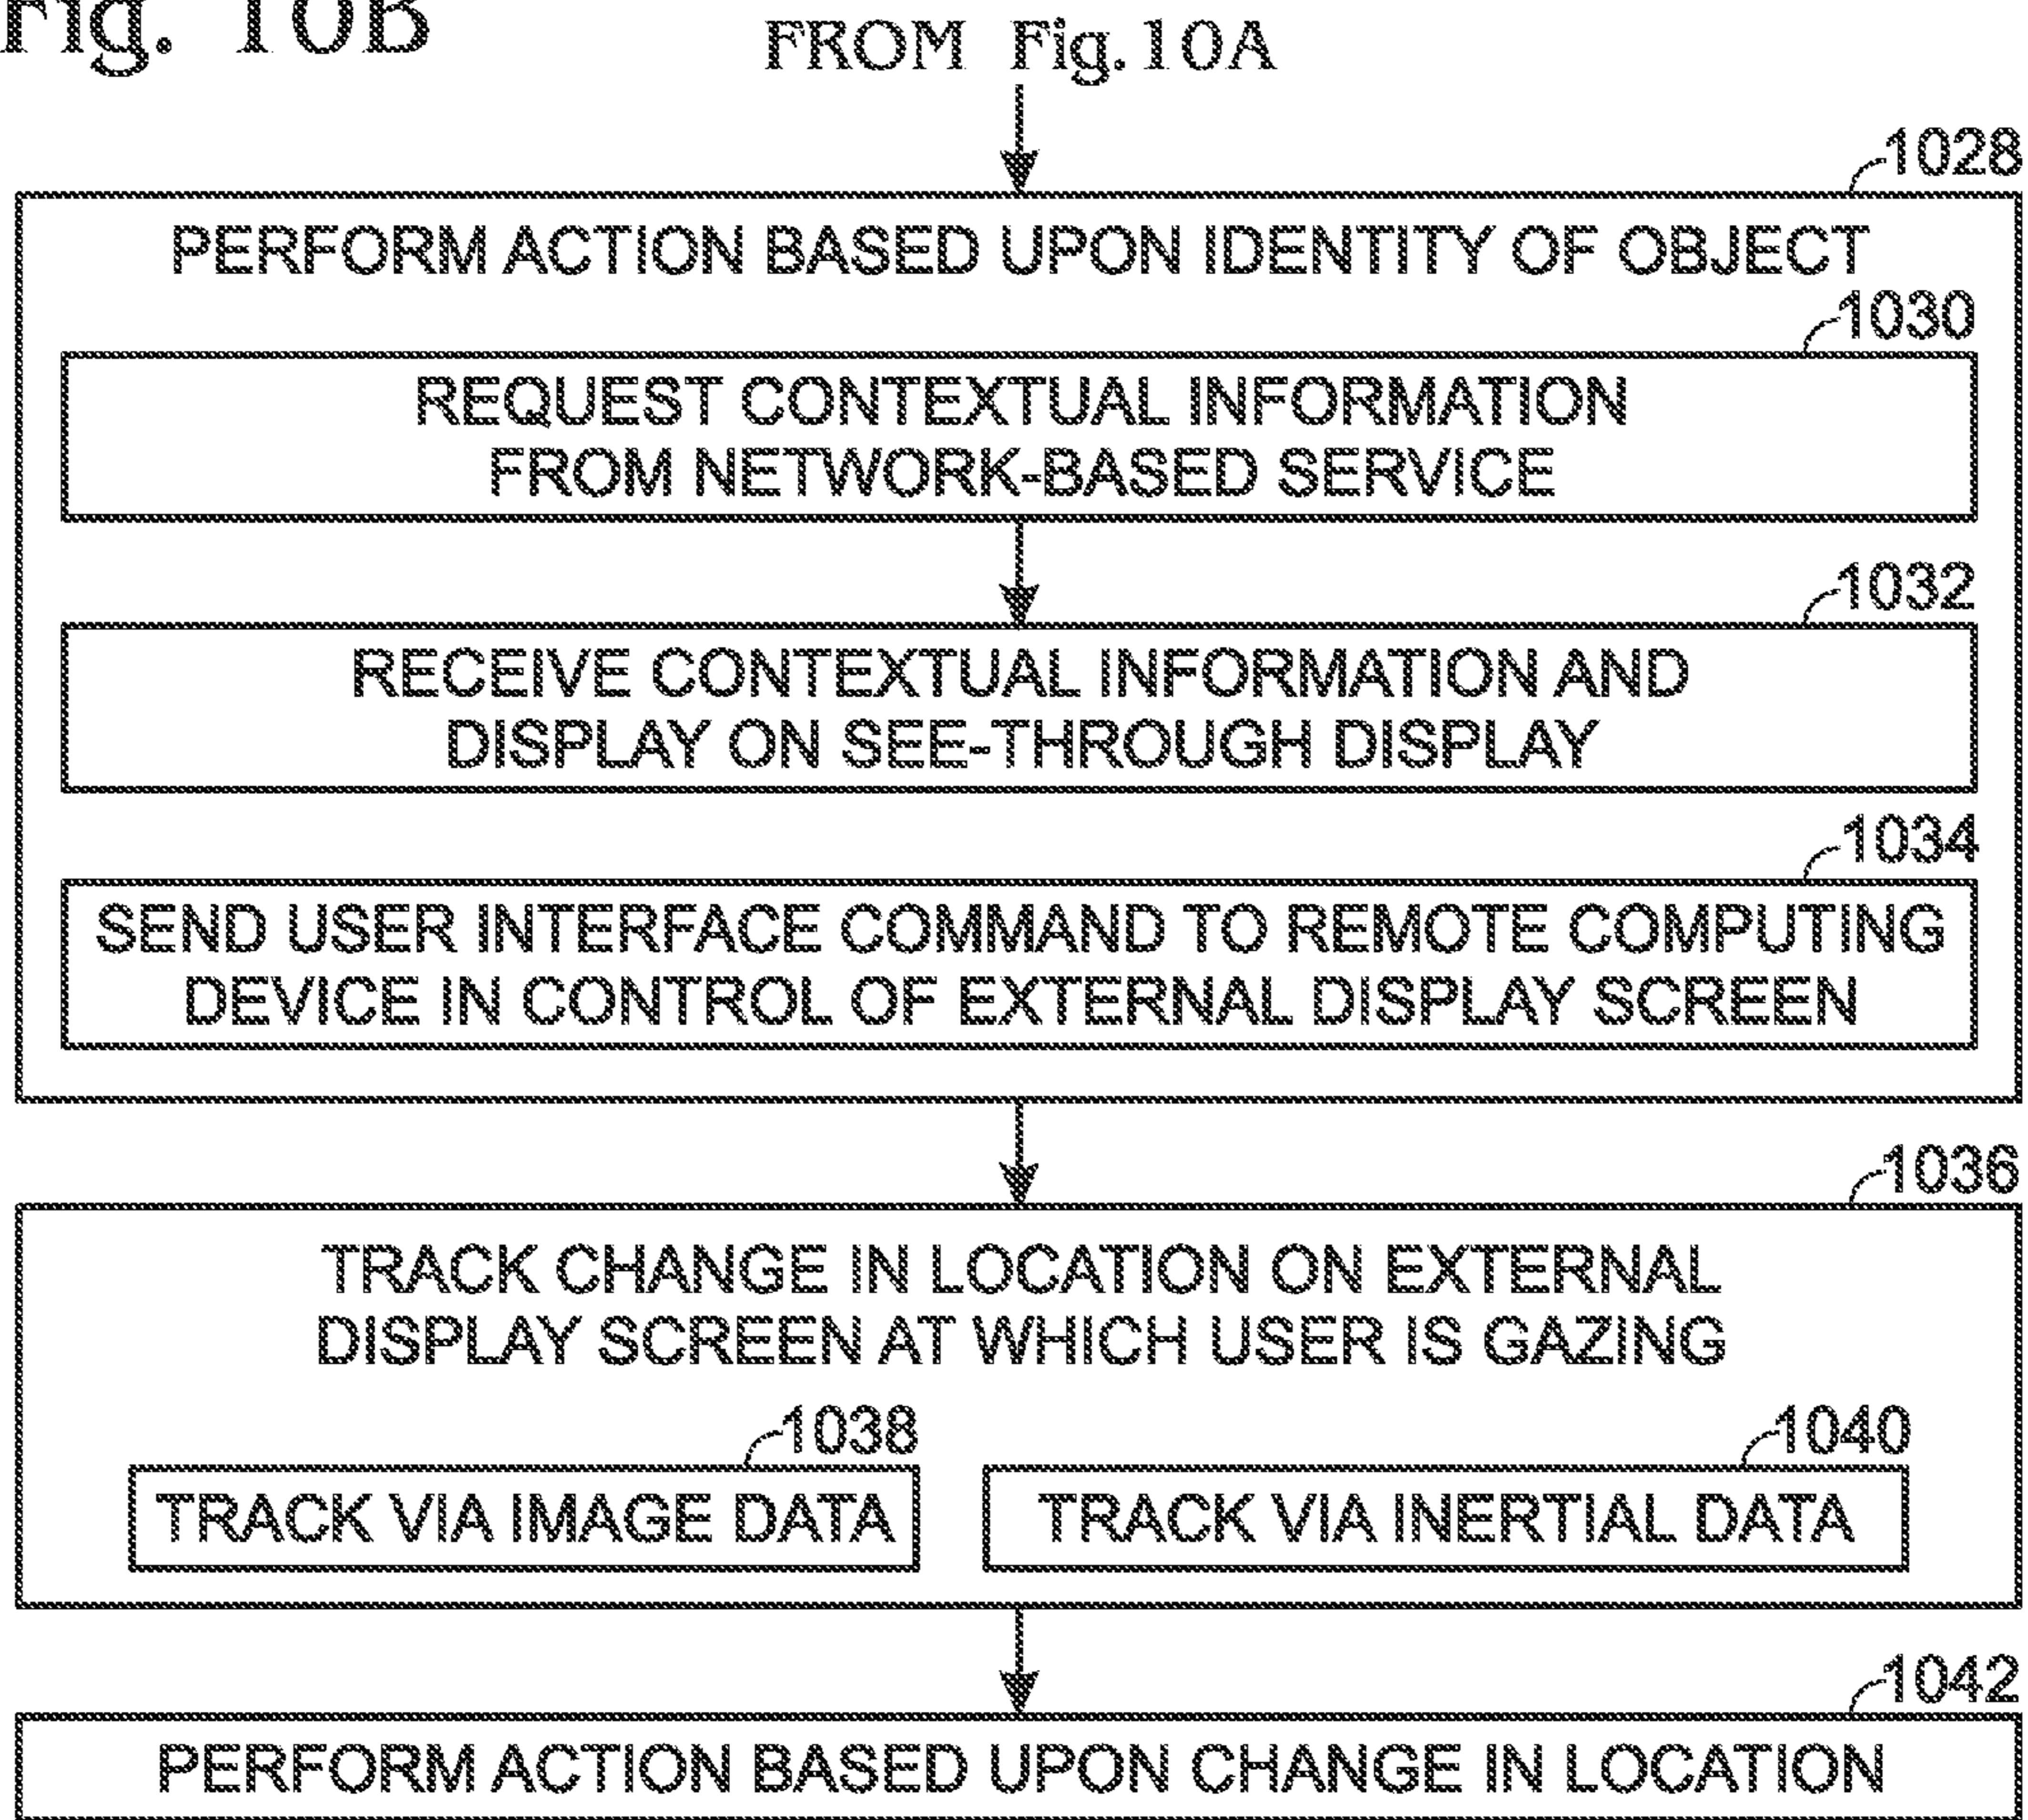 Fig. 10B
FROM Fig.10A
1028
PERFORM ACTION BASED UPON IDENTITY OF OBJECT
1030
REQUEST CONTEXTUAL INFORMATION
FROM NETWORK-BASED SERVICE
1032
RECEIVE CONTEXTUAL INFORMATION AND
DISPLAY ON SEE-THROUGH DISPLAY
1034
SEND USER INTERFACE COMMAND TO REMOTE COMPUTING
DEVICE IN CONTROL OF EXTERNAL DISPLAY SCREEN
1036
TRACK CHANGE IN LOCATION ON EXTERNAL
DISPLAY SCREEN AT WHICH USER IS GAZING
1038
TRACK VIA IMAGE DATA
1040
TRACK VIA INERTIAL DATA
1042
PERFORM ACTION BASED UPON CHANGE IN LOCATION